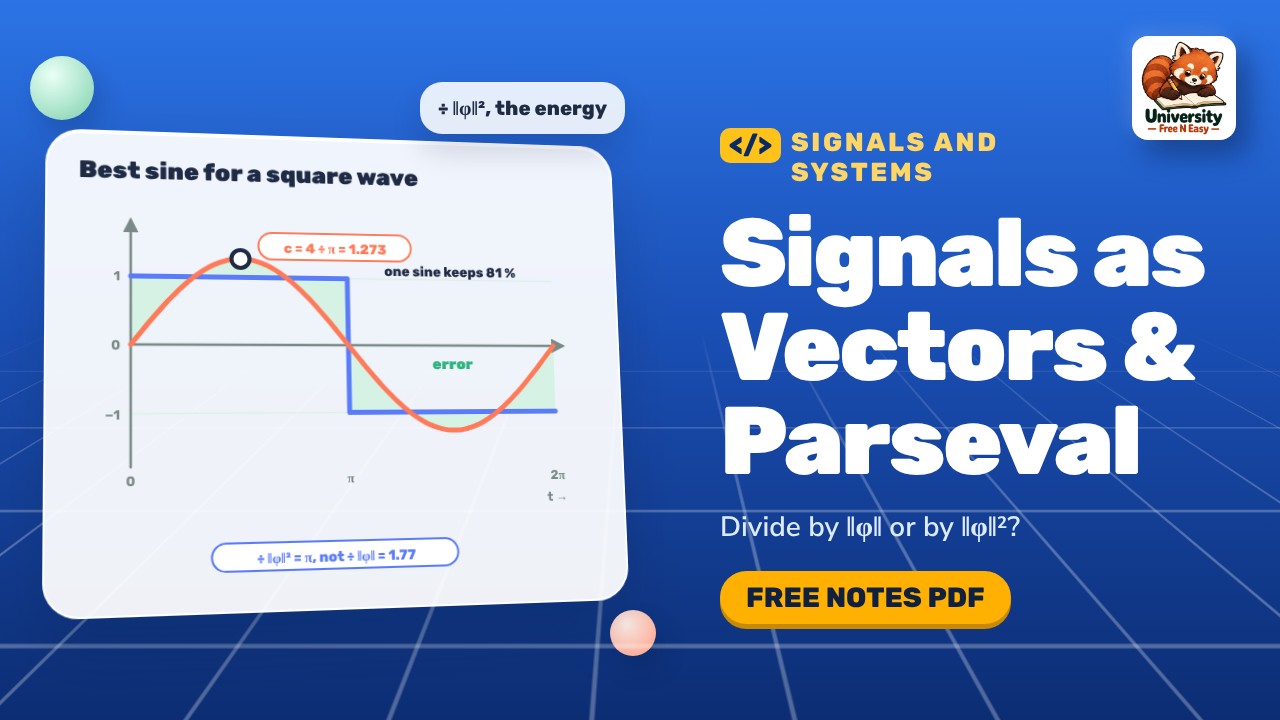 ÷ ‖φ‖², the energy
Best sine for a square wave
c = 4 ÷ π = 1.273
one sine keeps 81 %
1
0
error
−1
0
π
2π
t →
÷ ‖φ‖² = π, not ÷ ‖φ‖ = 1.77
University
Free N Easy
</> SIGNALS AND
SYSTEMS
Signals as
Vectors &
Parseval
Divide by ‖φ‖ or by ‖φ‖²?
FREE NOTES PDF